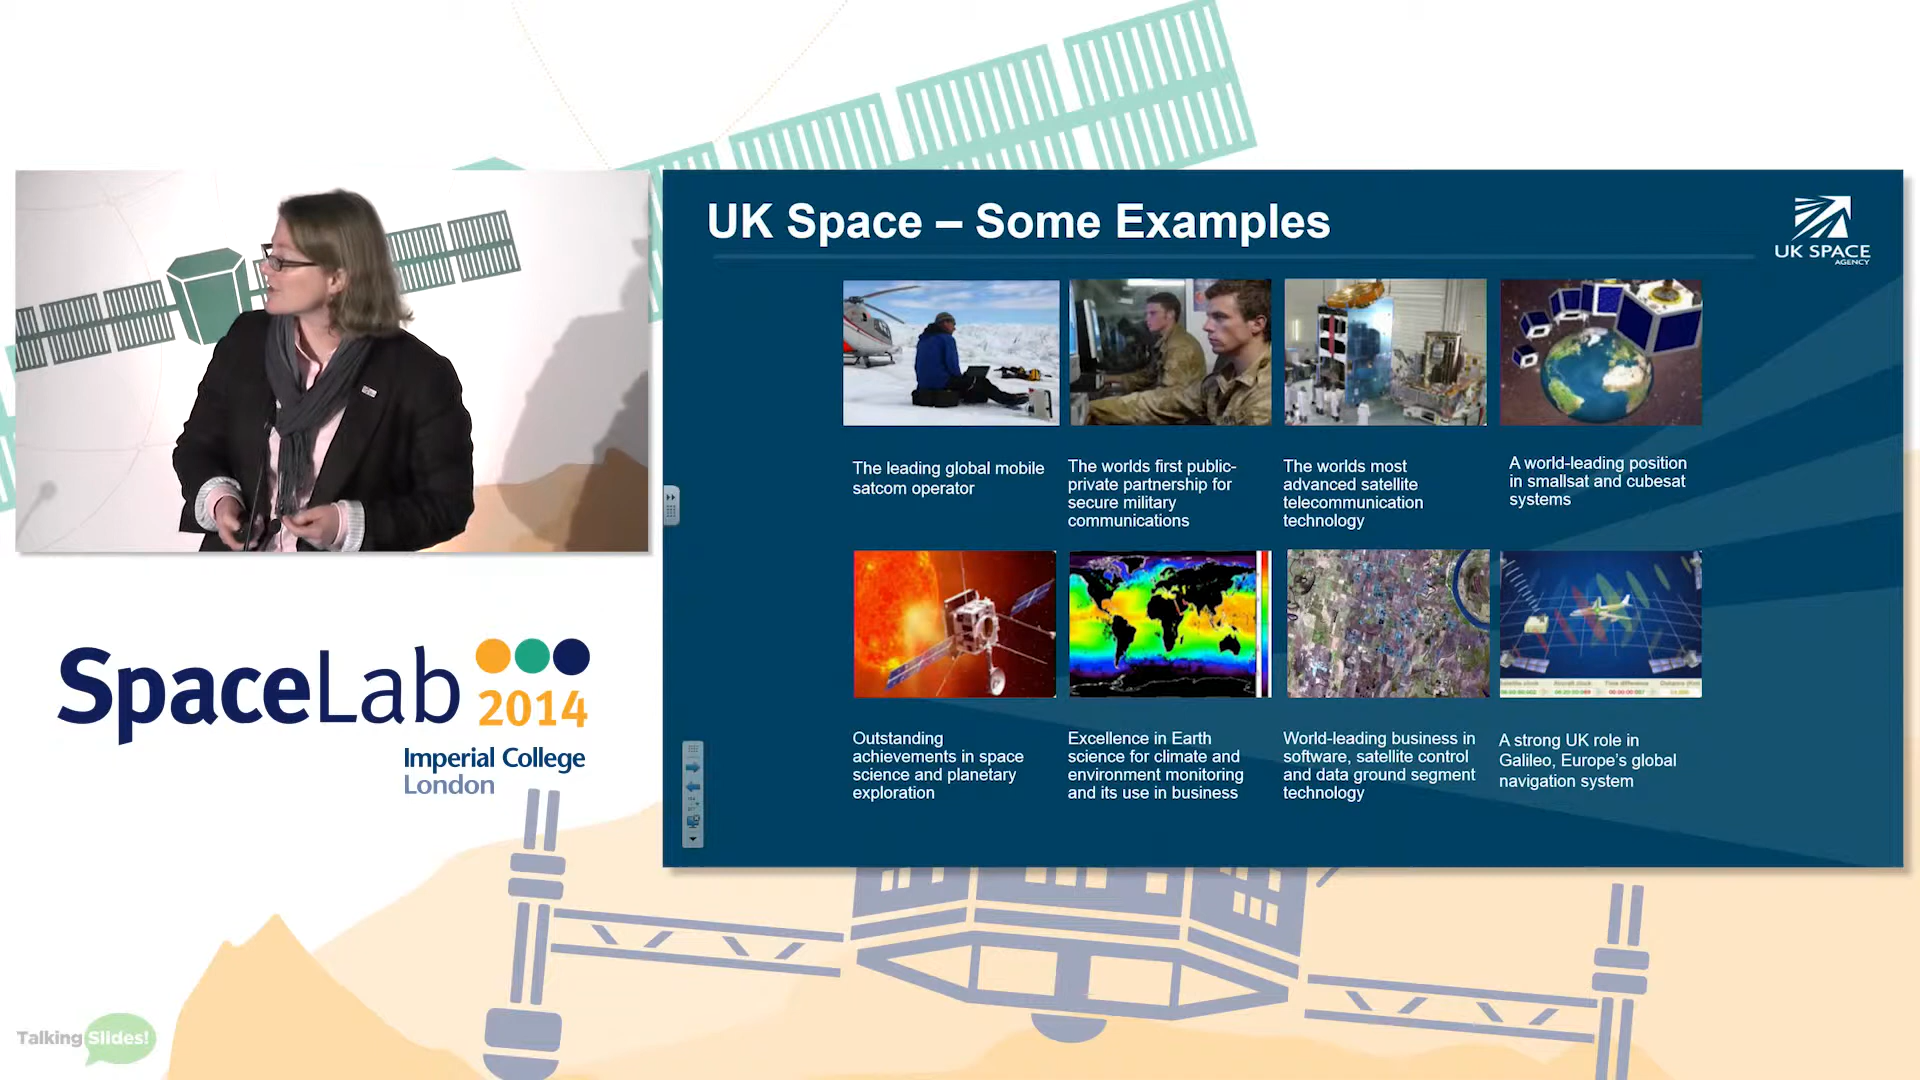 UK Space – Some Examples
UK SPACE
AGENCY
The leading global mobile
satcom operator
The worlds first public-
private partnership for
secure military
communications
The worlds most
advanced satellite
telecommunication
technology
A world-leading position
in smallsat and cubesat
systems
Outstanding
achievements in space
science and planetary
exploration
Excellence in Earth
science for climate and
environment monitoring
and its use in business
World-leading business in
software, satellite control
and data ground segment
technology
A strong UK role in
Galileo, Europe's global
navigation system
SpaceLab
2014
Imperial College
London
Talking Slides!